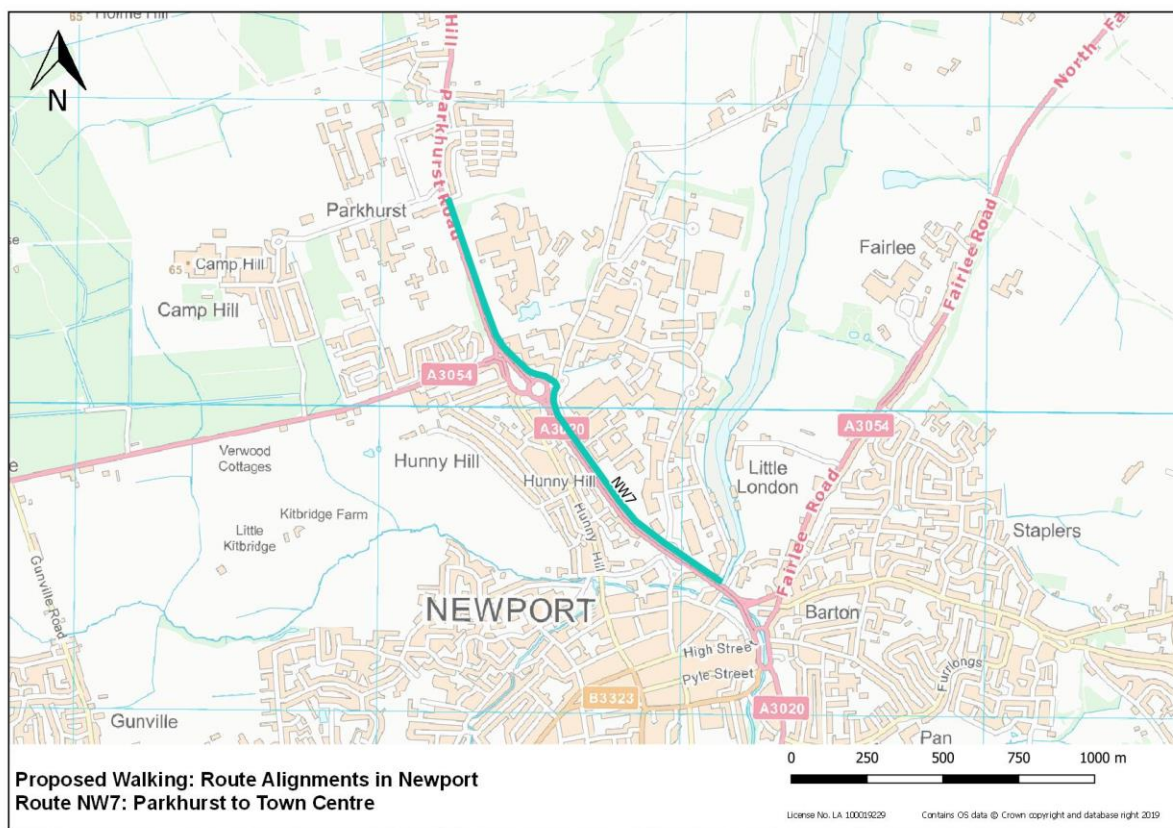 65 Horne Hill
N
Hill
Parkhurst Road
North Fa
Parkhurst
65 Camp Hill
Camp Hill
Fairlee
Fairlee Road
A3054
A3020
A3054
Verwood
Cottages
Hunny Hill
Hunny Hill
NW7
Little
London
Fairlee Road
Kitbridge Farm
Little
Kitbridge
Hunny Hill
Staplers
Gunville Road
NEWPORT
Barton
High Street
Pyle Street
Furrlongs
B3323
A3020
Gunville
Pan
Proposed Walking: Route Alignments in Newport
Route NW7: Parkhurst to Town Centre
0 250 500 750 1000 m
License No. LA 100019229 Contains OS data © Crown copyright and database right 2019